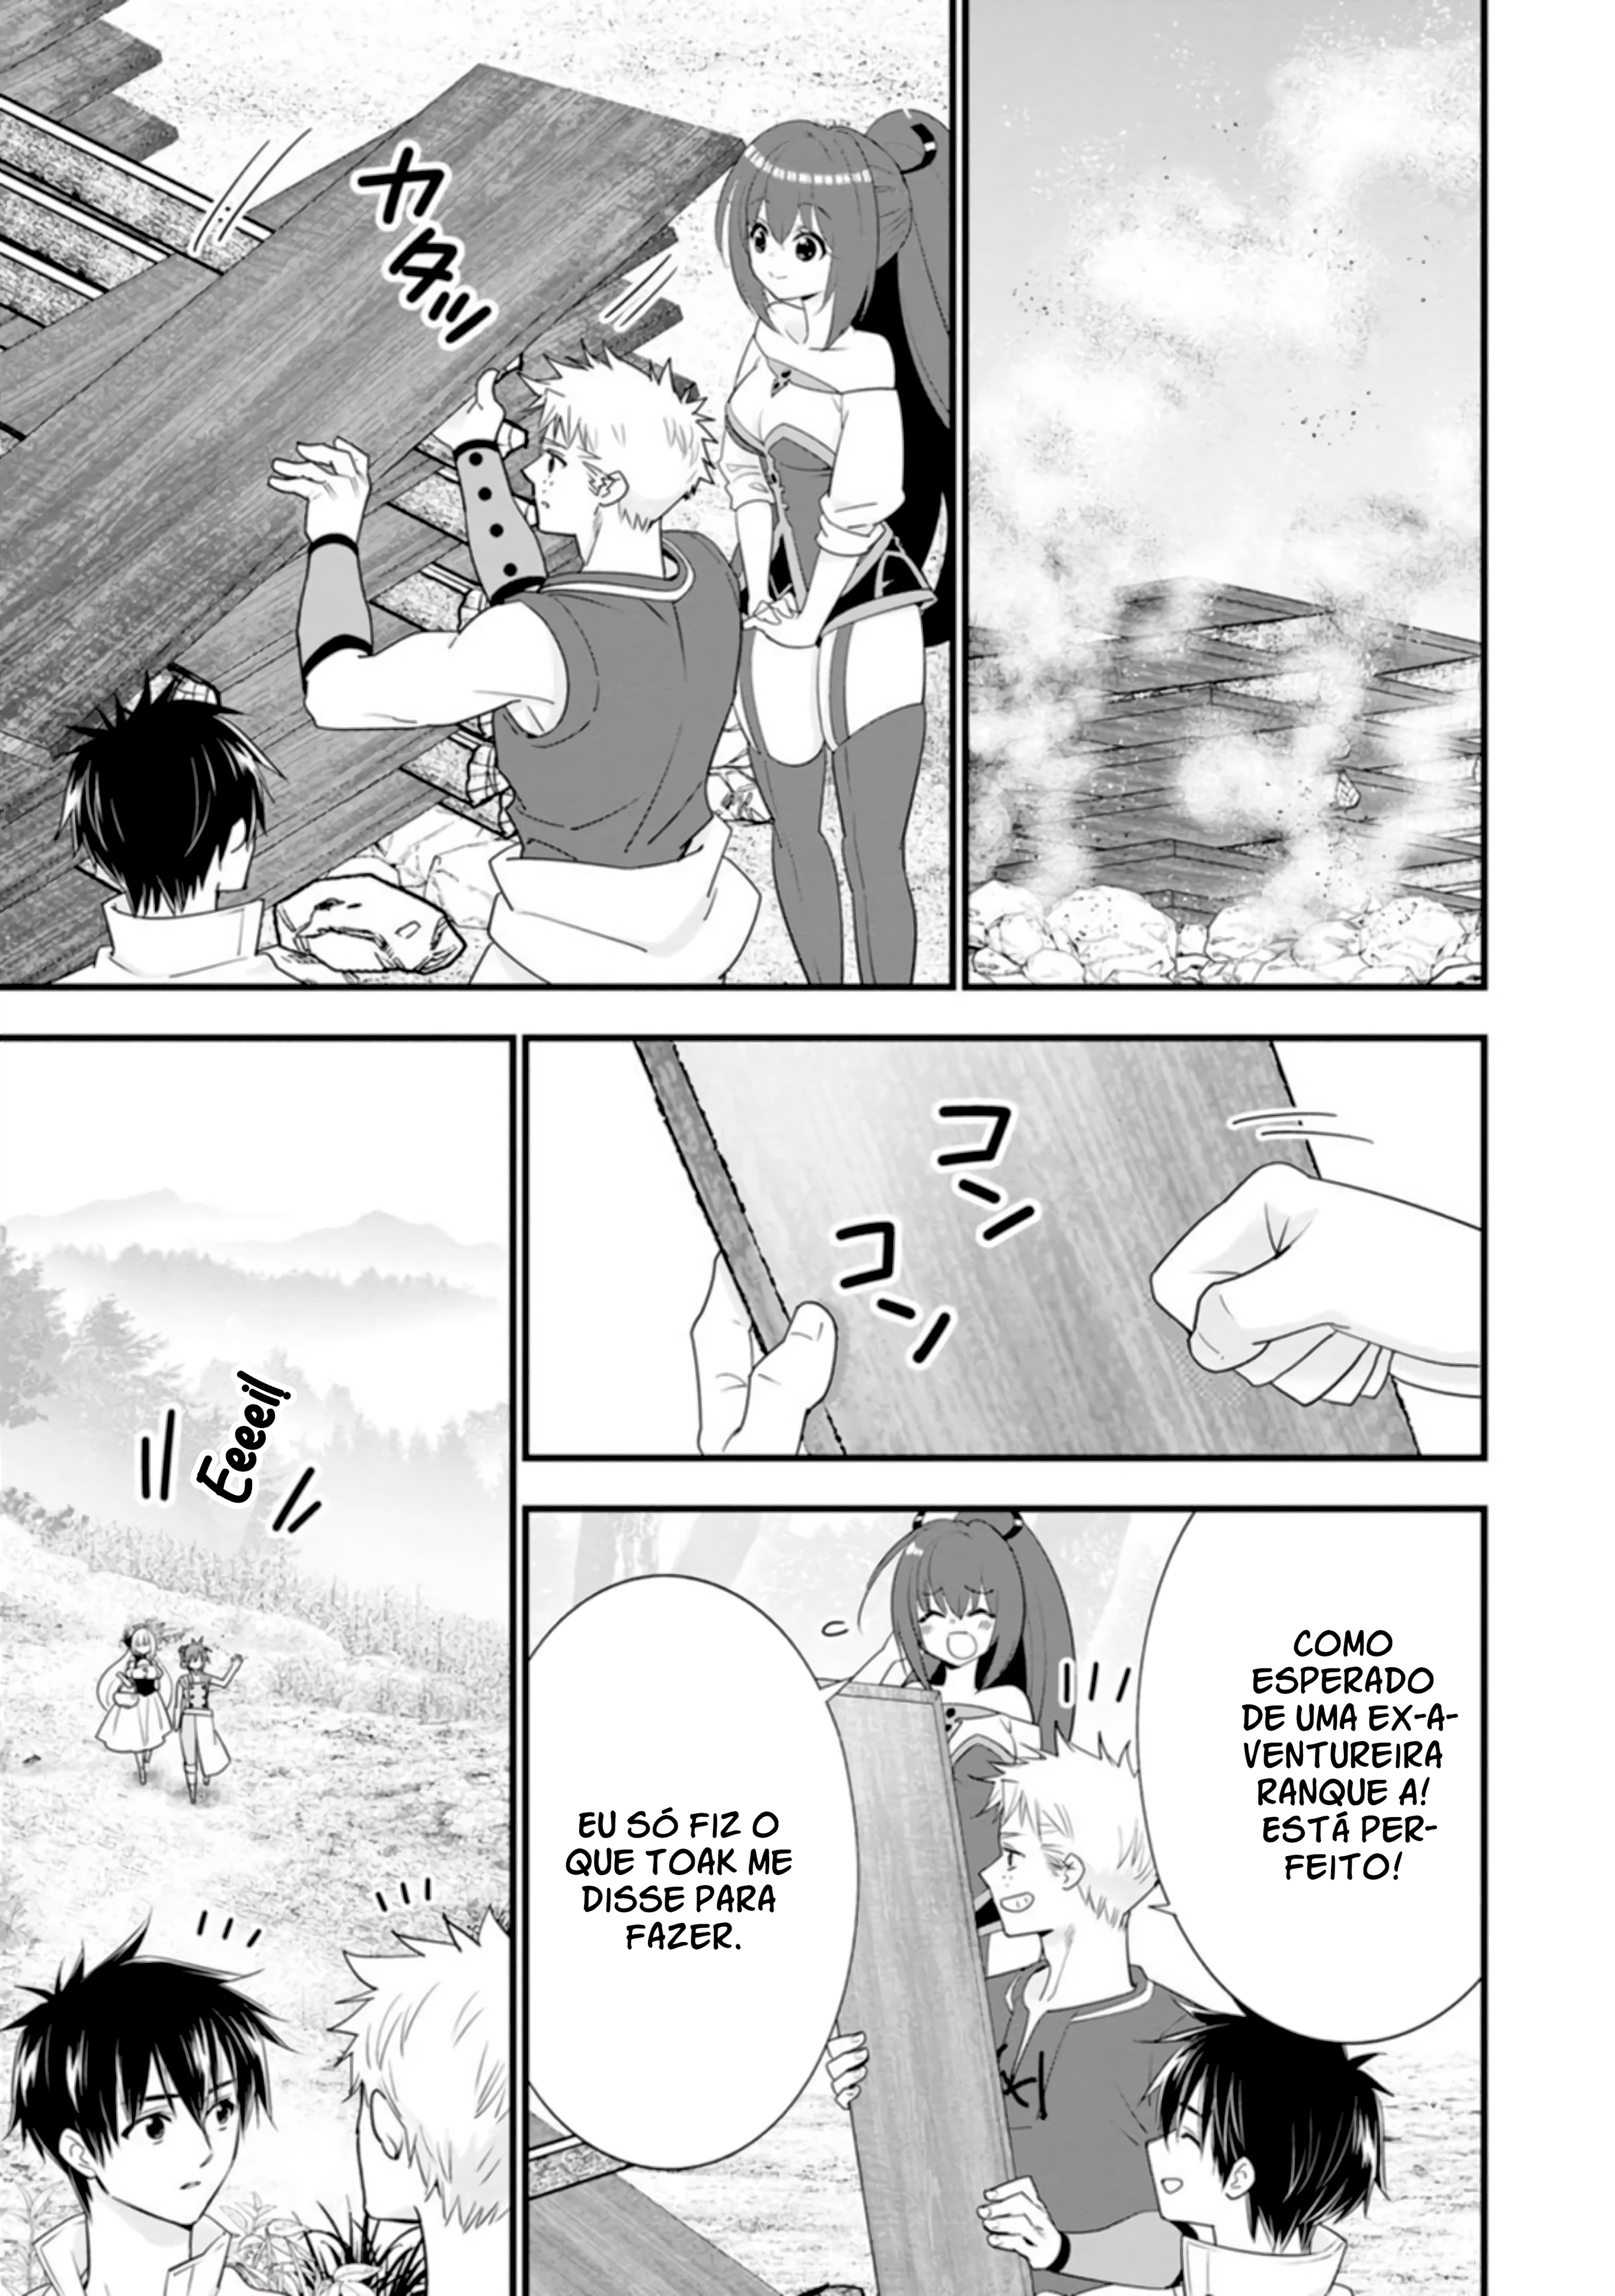 カタッ
コン
コン
COMO
ESPERADO
DE UMA EX-A-
VENTUREIRA
RANQUE A!
ESTÁ PER-
FEITO!
EU SÓ FIZ O
QUE TOAK ME
DISSE PARA
FAZER.
Eeeei!